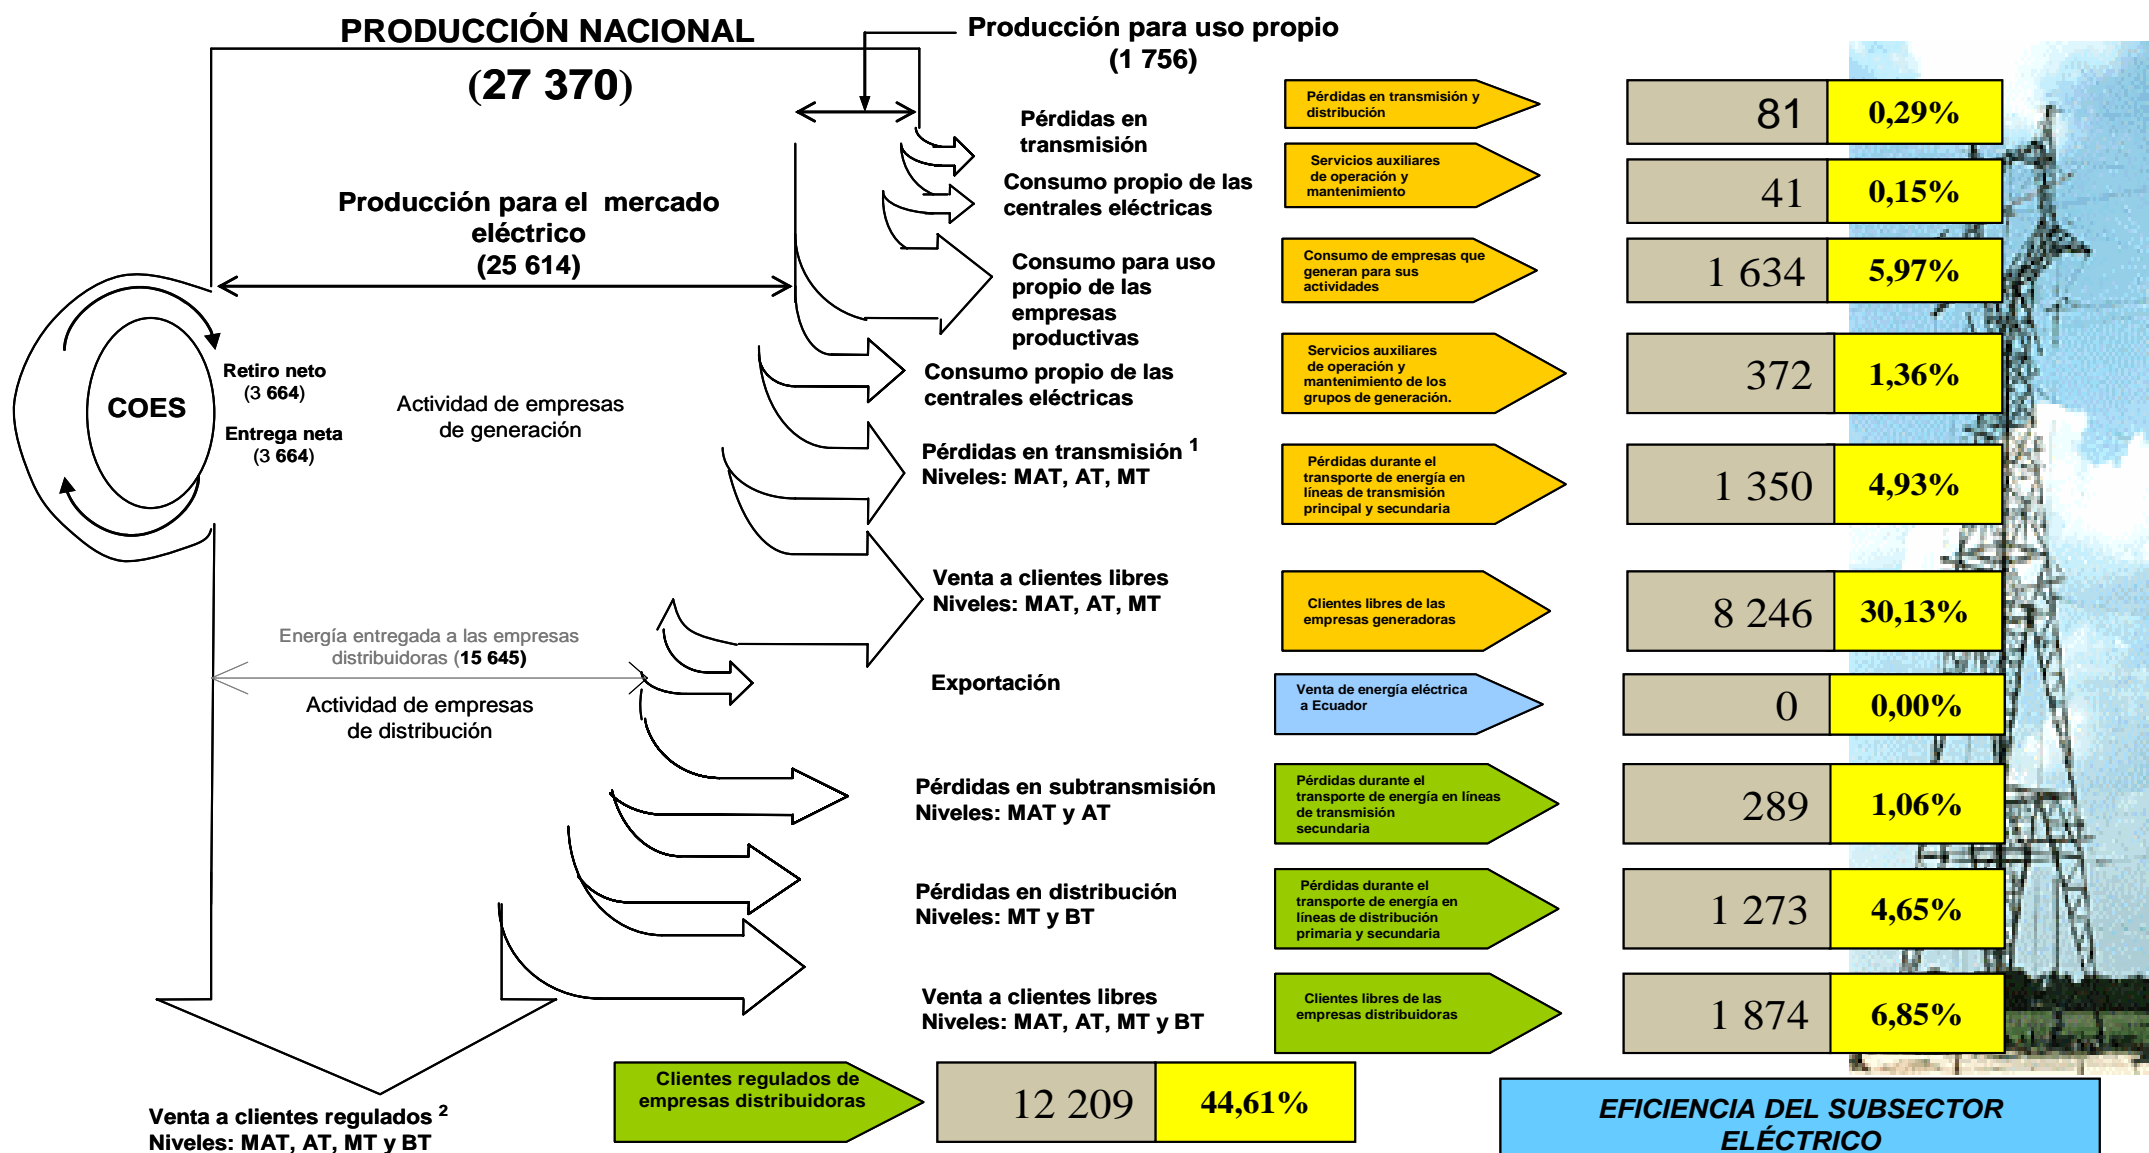 PRODUCCIÓN NACIONAL
(27 370)
Producción para uso propio
(1 756)
Pérdidas en
transmisión
Pérdidas en transmisión y
distribución
81
0,29%
Consumo propio de las
centrales eléctricas
Servicios auxiliares
de operación y
mantenimiento
41
0,15%
Producción para el mercado
eléctrico
(25 614)
Consumo para uso
propio de las
empresas
productivas
Consumo de empresas que
generan para sus
actividades
1 634
5,97%
COES
Retiro neto
(3 664)
Entrega neta
(3 664)
Actividad de empresas
de generación
Consumo propio de las
centrales eléctricas
Servicios auxiliares
de operación y
mantenimiento de los
grupos de generación.
372
1,36%
Pérdidas en transmisión 1
Niveles: MAT, AT, MT
Pérdidas durante el
transporte de energía en
líneas de transmisión
principal y secundaria
1 350
4,93%
Venta a clientes libres
Niveles: MAT, AT, MT
Clientes libres de las
empresas generadoras
8 246
30,13%
Energía entregada a las empresas
distribuidoras (15 645)
Actividad de empresas
de distribución
Exportación
Venta de energía eléctrica
a Ecuador
0
0,00%
Pérdidas en subtransmisión
Niveles: MAT y AT
Pérdidas durante el
transporte de energía en líneas
de transmisión
secundaria
289
1,06%
Pérdidas en distribución
Niveles: MT y BT
Pérdidas durante el
transporte de energía en
líneas de distribución
primaria y secundaria
1 273
4,65%
Venta a clientes libres
Niveles: MAT, AT, MT y BT
Clientes libres de las
empresas distribuidoras
1 874
6,85%
Venta a clientes regulados 2
Niveles: MAT, AT, MT y BT
Clientes regulados de
empresas distribuidoras
12 209
44,61%
EFICIENCIA DEL SUBSECTOR
ELÉCTRICO